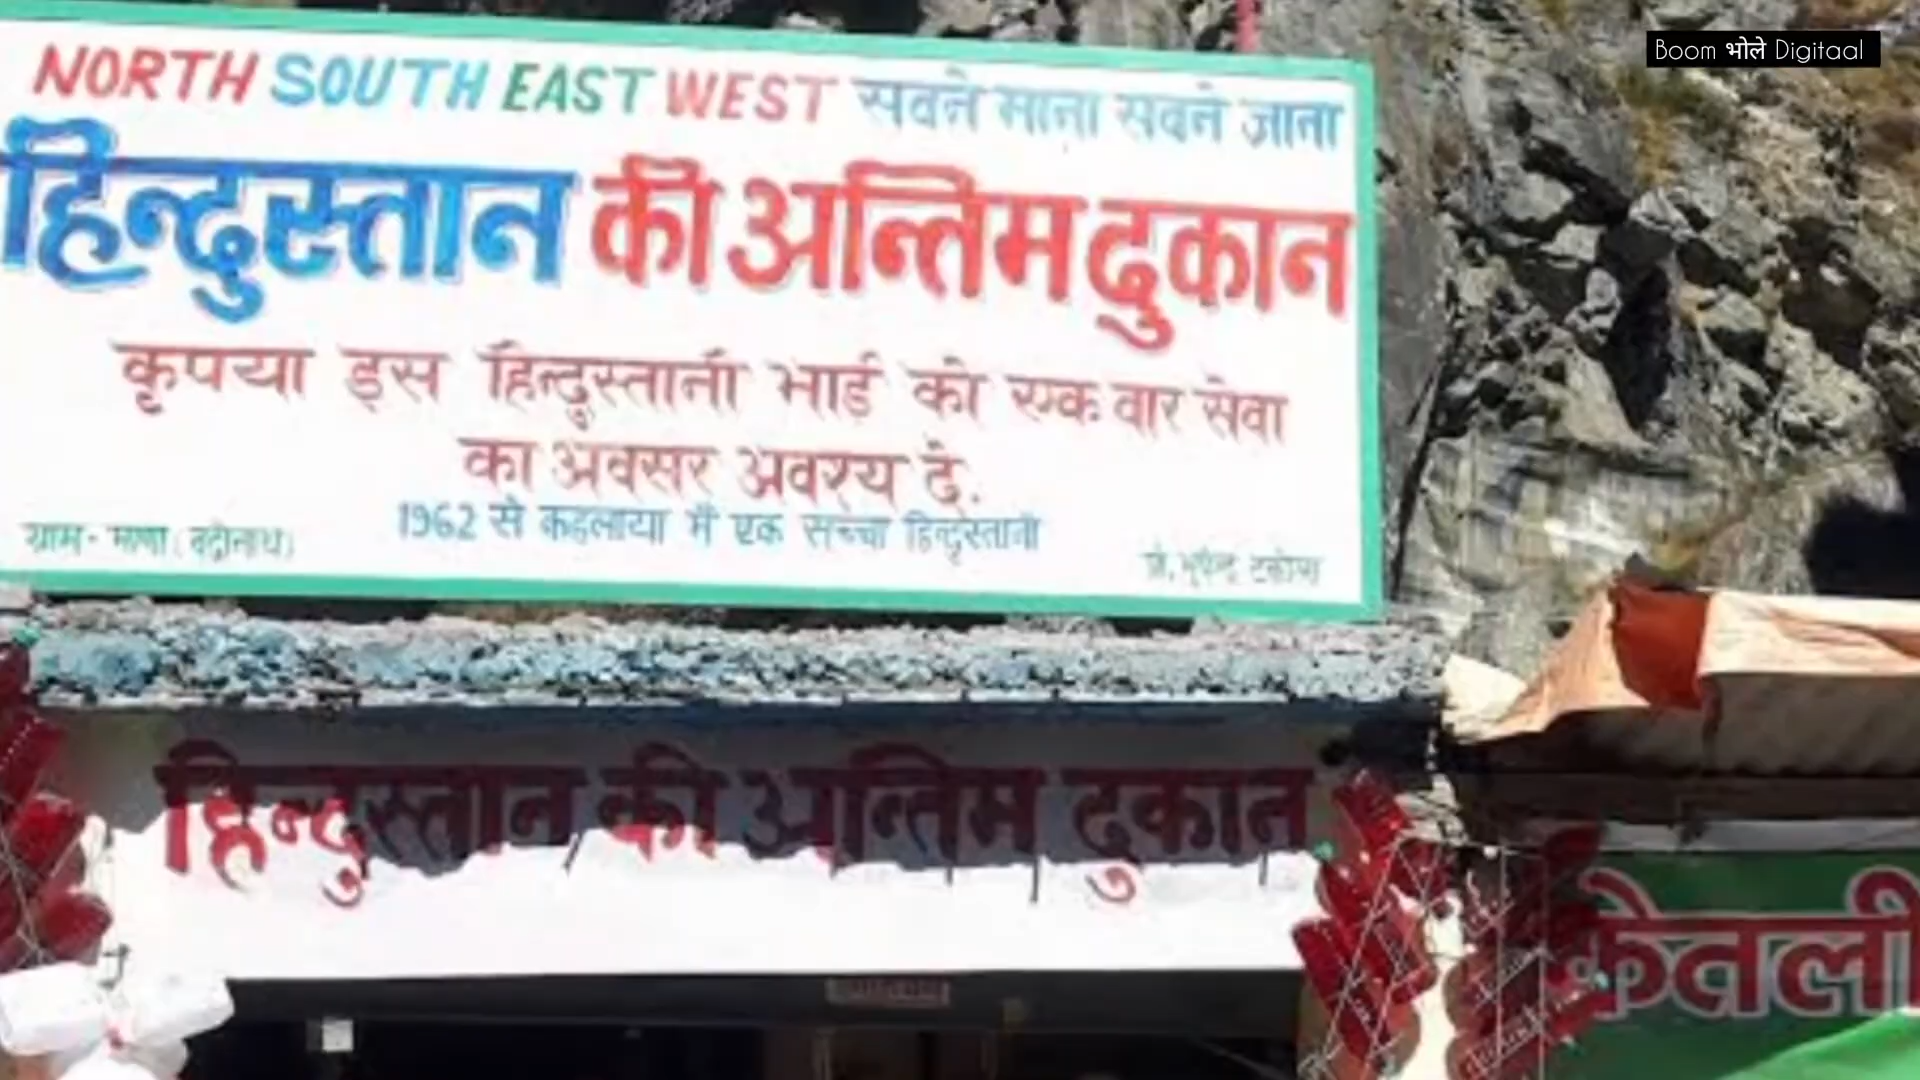 Boom भोले Digitaal
NORTH SOUTH EAST WEST सबने माना सबने जाना
हिन्दुस्तान की अन्तिम दुकान
कृपया इस हिन्दुस्तानी भाई को एक बार सेवा
का अवसर अवश्य दे.
1962 से कहलाया मैं एक सच्चा हिन्दुस्तानी
ग्राम - माणा (बद्रीनाथ)
हिन्दुस्तान की अन्तिम दुकान
केतली